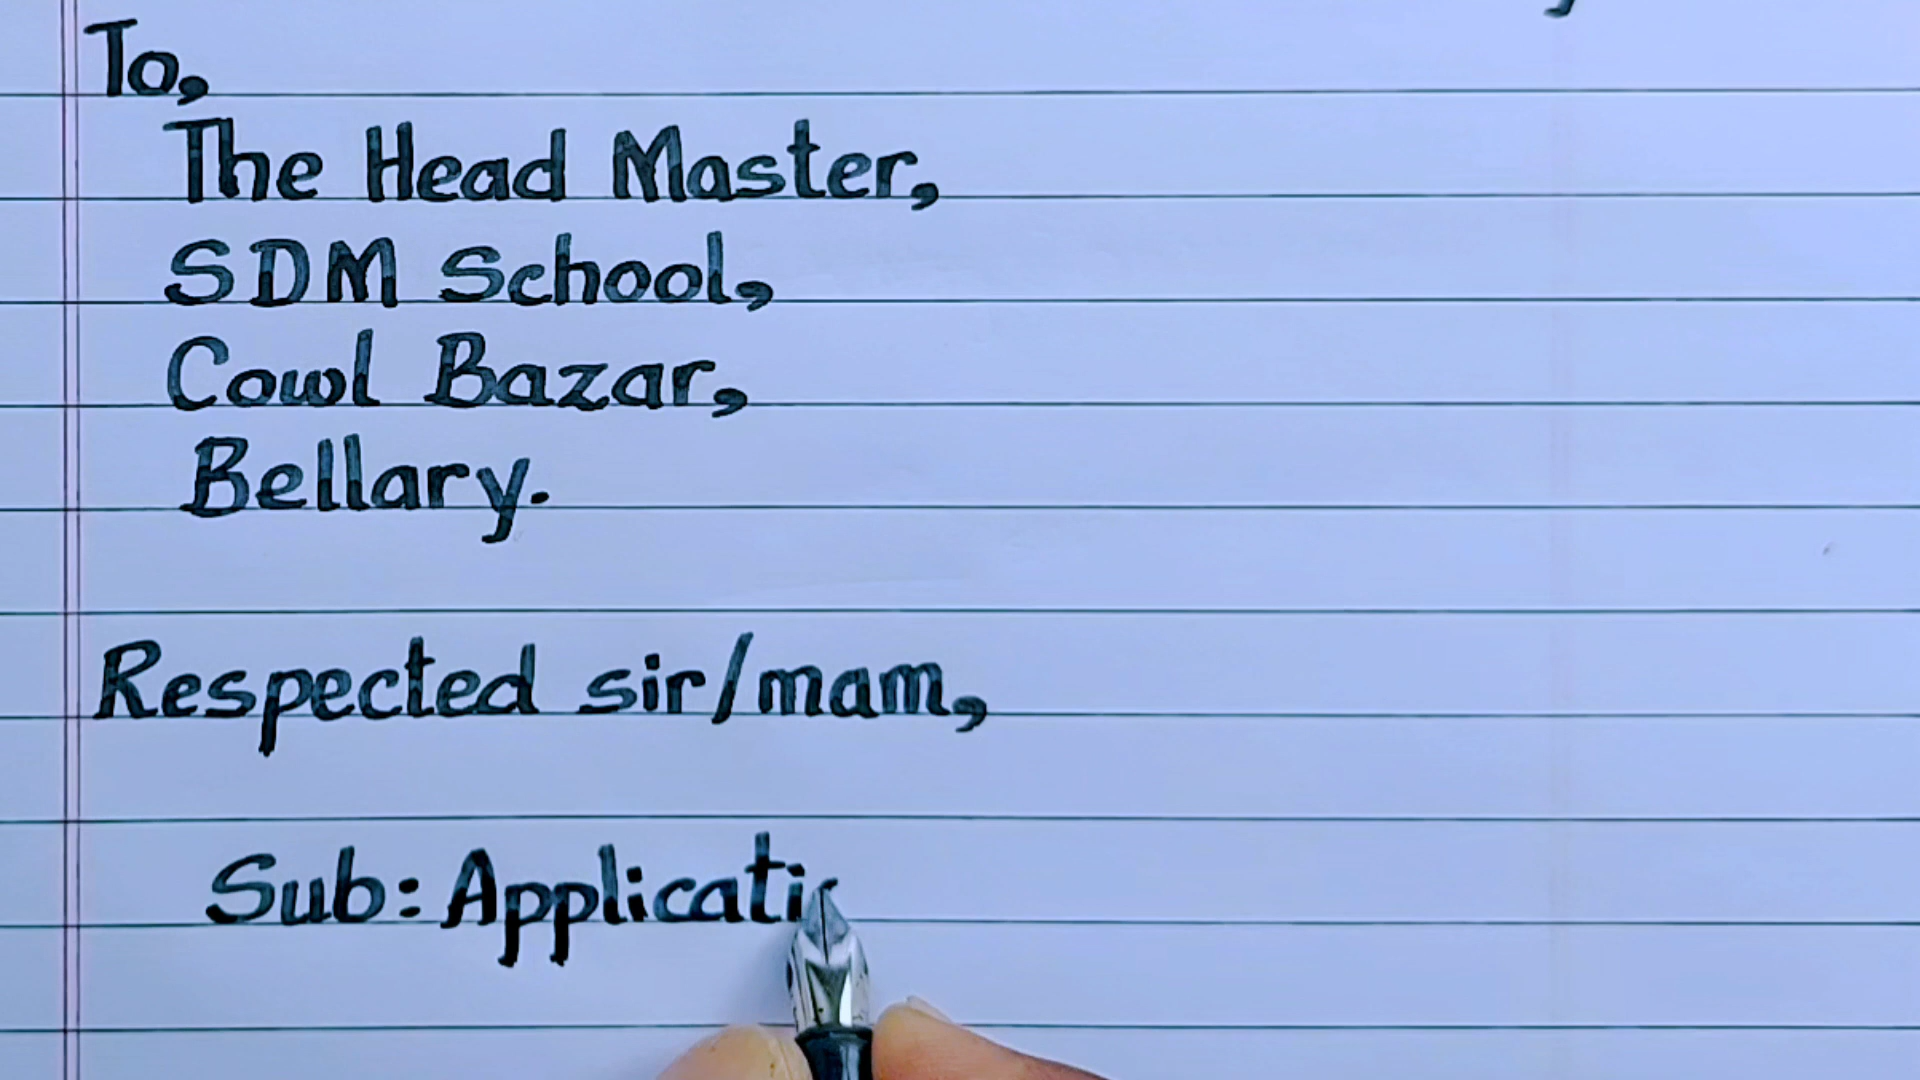 To,
The Head Master,
SDM School,
Cowl Bazar,
Bellary.
Respected sir/mam,
Sub: Applicati